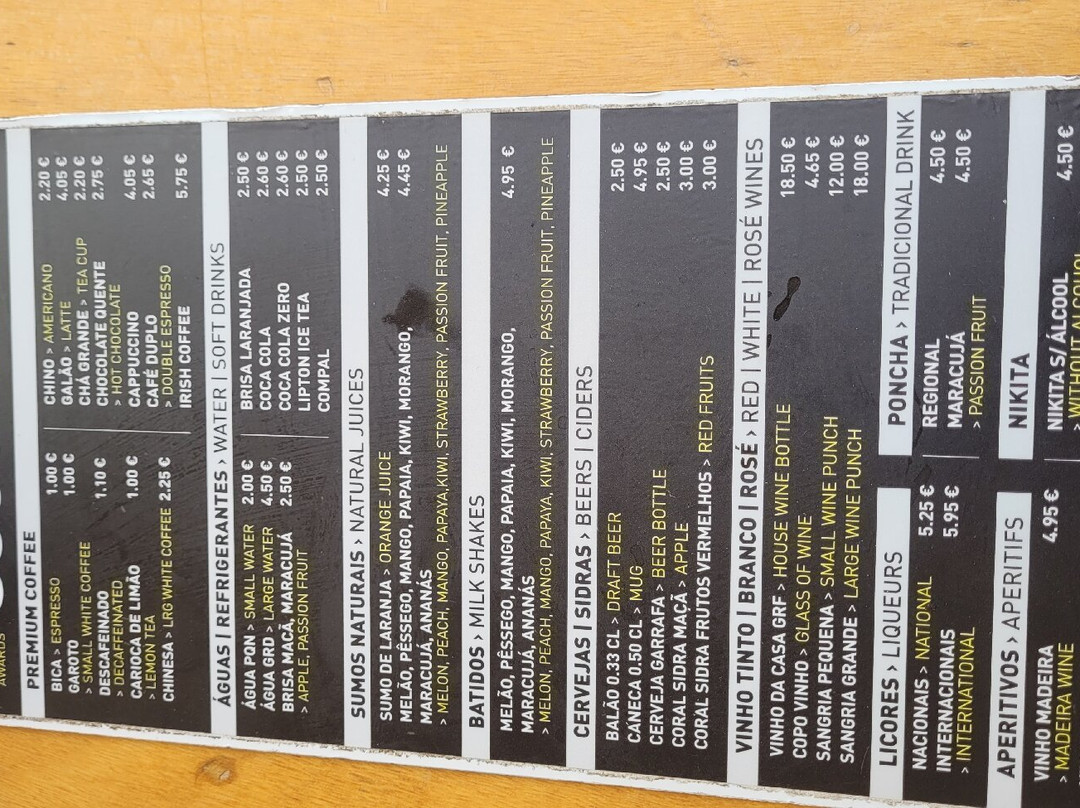 AWARDS
PREMIUM COFFEE
BICA > ESPRESSO 1.00 €
GAROTO 1.00 €
> SMALL WHITE COFFEE
DESCAFEINADO 1.10 €
> DECAFFEINATED
CARIOCA DE LIMÃO 1.00 €
> LEMON TEA
CHINESA > LRG WHITE COFFEE 2.25 €
CHINO > AMERICANO 2.20 €
GALÃO > LATTE 4.05 €
CHÁ GRANDE > TEA CUP 2.20 €
CHOCOLATE QUENTE 2.75 €
> HOT CHOCOLATE
CAPPUCCINO 4.05 €
CAFÉ DUPLO 2.65 €
> DOUBLE ESPRESSO
IRISH COFFEE 5.75 €
ÁGUAS | REFRIGERANTES > WATER | SOFT DRINKS
ÁGUA PQN > SMALL WATER 2.00 €
ÁGUA GRD > LARGE WATER 4.50 €
BRISA MACÃ, MARACUJÁ 2.50 €
> APPLE, PASSION FRUIT
BRISA LARANJADA 2.50 €
COCA COLA 2.60 €
COCA COLA ZERO 2.60 €
LIPTON ICE TEA 2.50 €
COMPAL 2.50 €
SUMOS NATURAIS > NATURAL JUICES
SUMO DE LARANJA > ORANGE JUICE 4.25 €
MELÃO, PÊSSEGO, MANGO, PAPAIA, KIWI, MORANGO, 4.45 €
MARACUJÁ, ANANÁS
> MELON, PEACH, MANGO, PAPAYA, KIWI, STRAWBERRY, PASSION FRUIT, PINEAPPLE
BATIDOS > MILK SHAKES
MELÃO, PÊSSEGO, MANGO, PAPAIA, KIWI, MORANGO, 4.95 €
MARACUJÁ, ANANÁS
> MELON, PEACH, MANGO, PAPAYA, KIWI, STRAWBERRY, PASSION FRUIT, PINEAPPLE
CERVEJAS | SIDRAS > BEERS | CIDERS
BALÃO 0.33 CL > DRAFT BEER 2.50 €
CANECA 0.50 CL > MUG 4.95 €
CERVEJA GARRAFA > BEER BOTTLE 2.50 €
CORAL SIDRA MAÇÃ > APPLE 3.00 €
CORAL SIDRA FRUTOS VERMELHOS > RED FRUITS 3.00 €
VINHO TINTO | BRANCO | ROSÉ > RED | WHITE | ROSÉ WINES
VINHO DA CASA GRF > HOUSE WINE BOTTLE 18.50 €
COPO VINHO > GLASS OF WINE 4.65 €
SANGRIA PEQUENA > SMALL WINE PUNCH 12.00 €
SANGRIA GRANDE > LARGE WINE PUNCH 18.00 €
LICORES > LIQUEURS
NACIONAIS > NATIONAL 5.25 €
INTERNACIONAIS 5.95 €
> INTERNATIONAL
PONCHA > TRADICIONAL DRINK
REGIONAL 4.50 €
MARACUJÁ 4.50 €
> PASSION FRUIT
APERITIVOS > APERITIFS
VINHO MADEIRA 4.95 €
> MADEIRA WINE
NIKITA
NIKITA S/ ÁLCOOL 4.50 €
> WITHOUT ALCOHOL